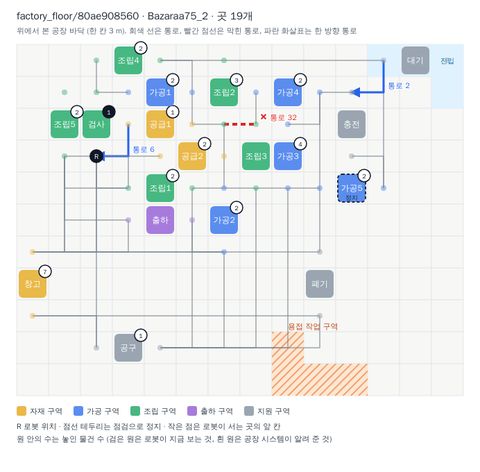 factory_floor/80ae908560 · Bazaraa75_2 · 곳 19개
위에서 본 공장 바닥 (한 칸 3 m). 회색 선은 통로, 빨간 점선은 막힌 통로, 파란 화살표는 한 방향 통로
조립4 2
대기
전입
가공1 2
조립2 3
가공4 2
통로 2
조립5 2
검사 1
공급1 1
통로 32
충전
R
통로 6
공급2 2
조립3
가공3 4
조립1 2
가공5 2
정지
출하
가공2 2
창고 7
폐기
용접 작업 구역
공구 1
자재 구역
가공 구역
조립 구역
출하 구역
지원 구역
R 로봇 위치 · 점선 테두리는 점검으로 정지 · 작은 점은 로봇이 서는 곳의 앞 칸
원 안의 수는 놓인 물건 수 (검은 원은 로봇이 지금 보는 것, 흰 원은 공장 시스템이 알려 준 것)